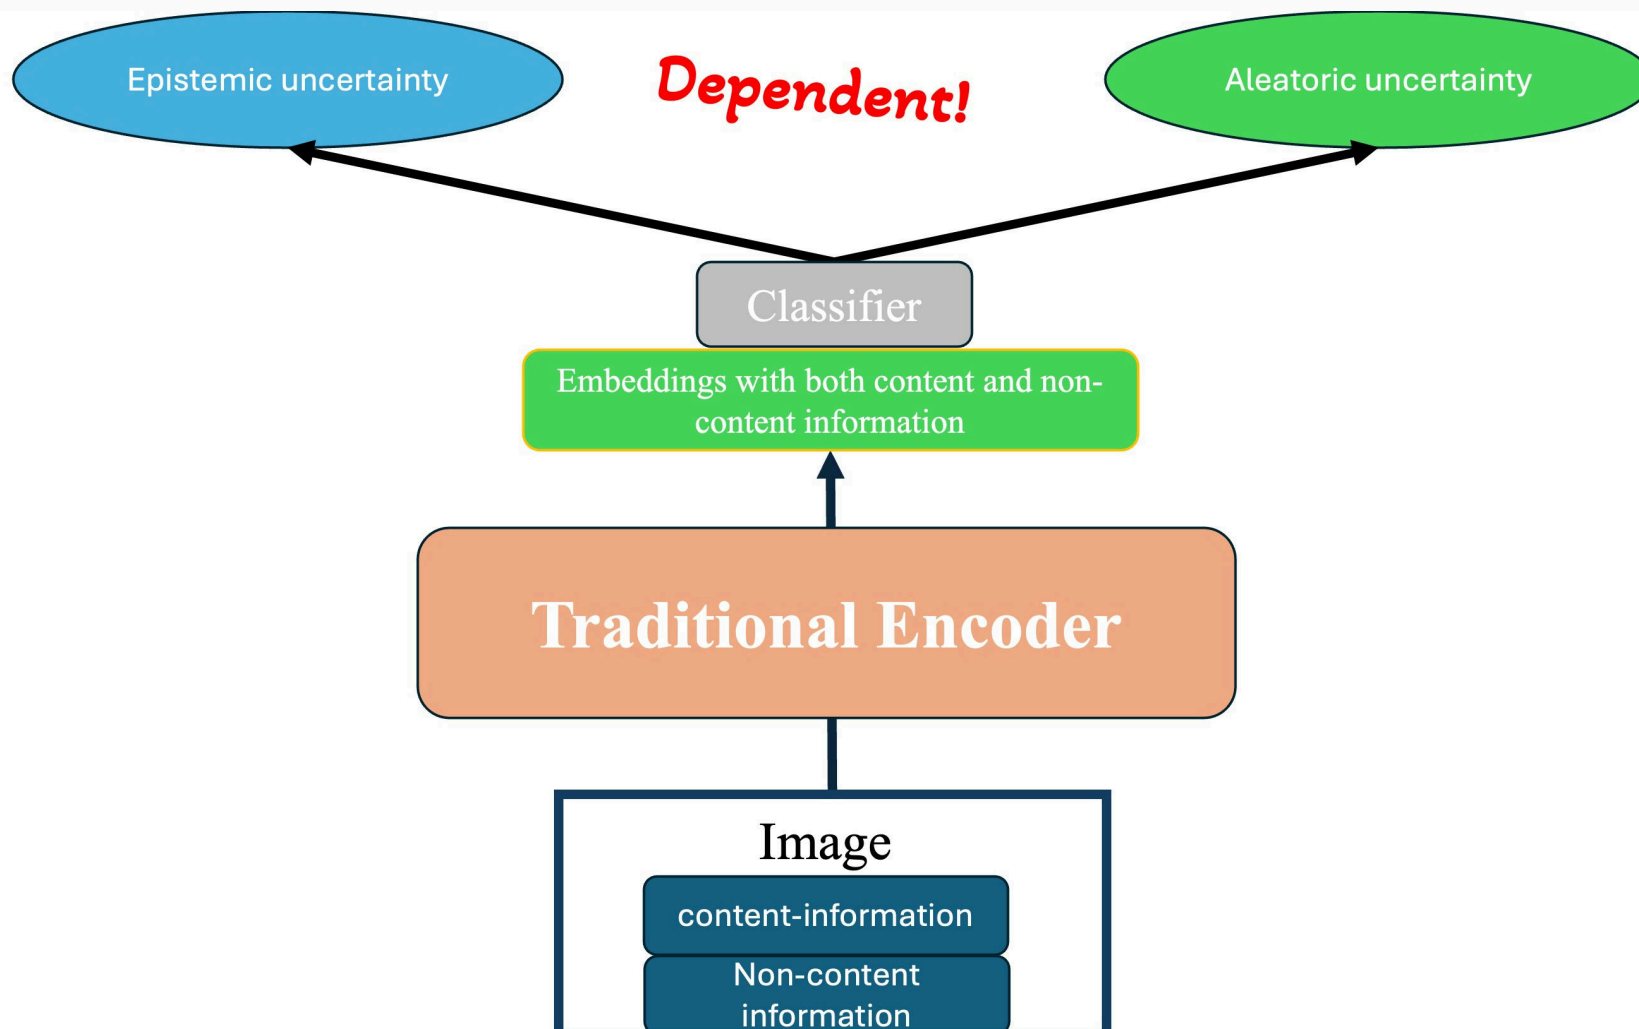 Epistemic uncertainty
Dependent!
Aleatoric uncertainty
Classifier
Embeddings with both content and non-
content information
Traditional Encoder
Image
content-information
Non-content
information